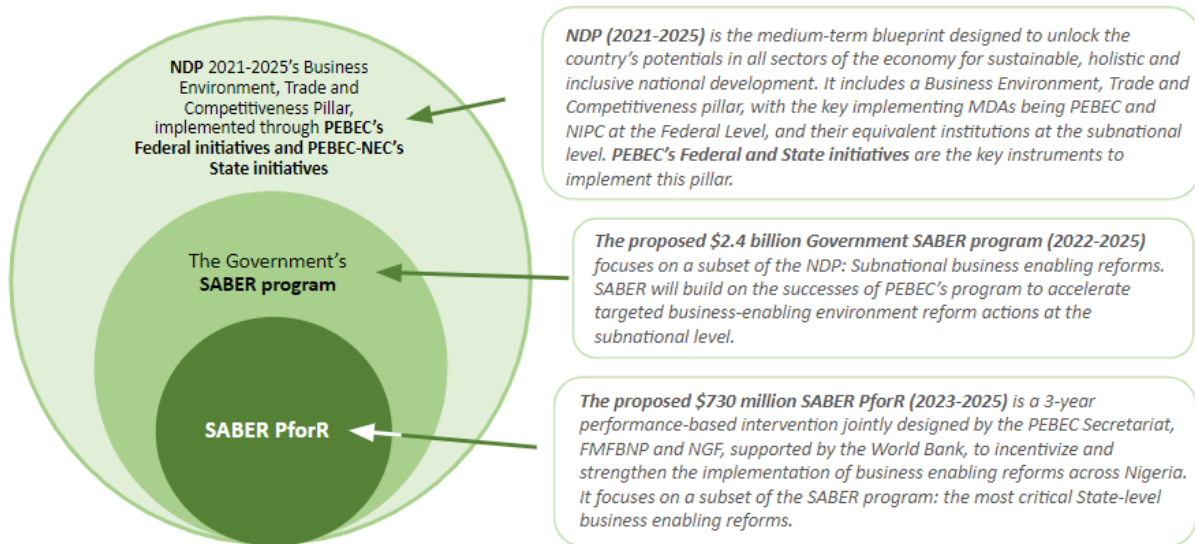 NDP 2021-2025's Business
Environment, Trade and
Competitiveness Pillar,
implemented through PEBEC's
Federal initiatives and PEBEC-NEC's
State initiatives
NDP (2021-2025) is the medium-term blueprint designed to unlock the
country's potentials in all sectors of the economy for sustainable, holistic and
inclusive national development. It includes a Business Environment, Trade and
Competitiveness pillar, with the key implementing MDAs being PEBEC and
NIPC at the Federal Level, and their equivalent institutions at the subnational
level. PEBEC's Federal and State initiatives are the key instruments to
implement this pillar.
The Government's
SABER program
The proposed $2.4 billion Government SABER program (2022-2025)
focuses on a subset of the NDP: Subnational business enabling reforms.
SABER will build on the successes of PEBEC's program to accelerate
targeted business-enabling environment reform actions at the
subnational level.
SABER PforR
The proposed $730 million SABER PforR (2023-2025) is a 3-year
performance-based intervention jointly designed by the PEBEC Secretariat,
FMFBNP and NGF, supported by the World Bank, to incentivize and
strengthen the implementation of business enabling reforms across Nigeria.
It focuses on a subset of the SABER program: the most critical State-level
business enabling reforms.